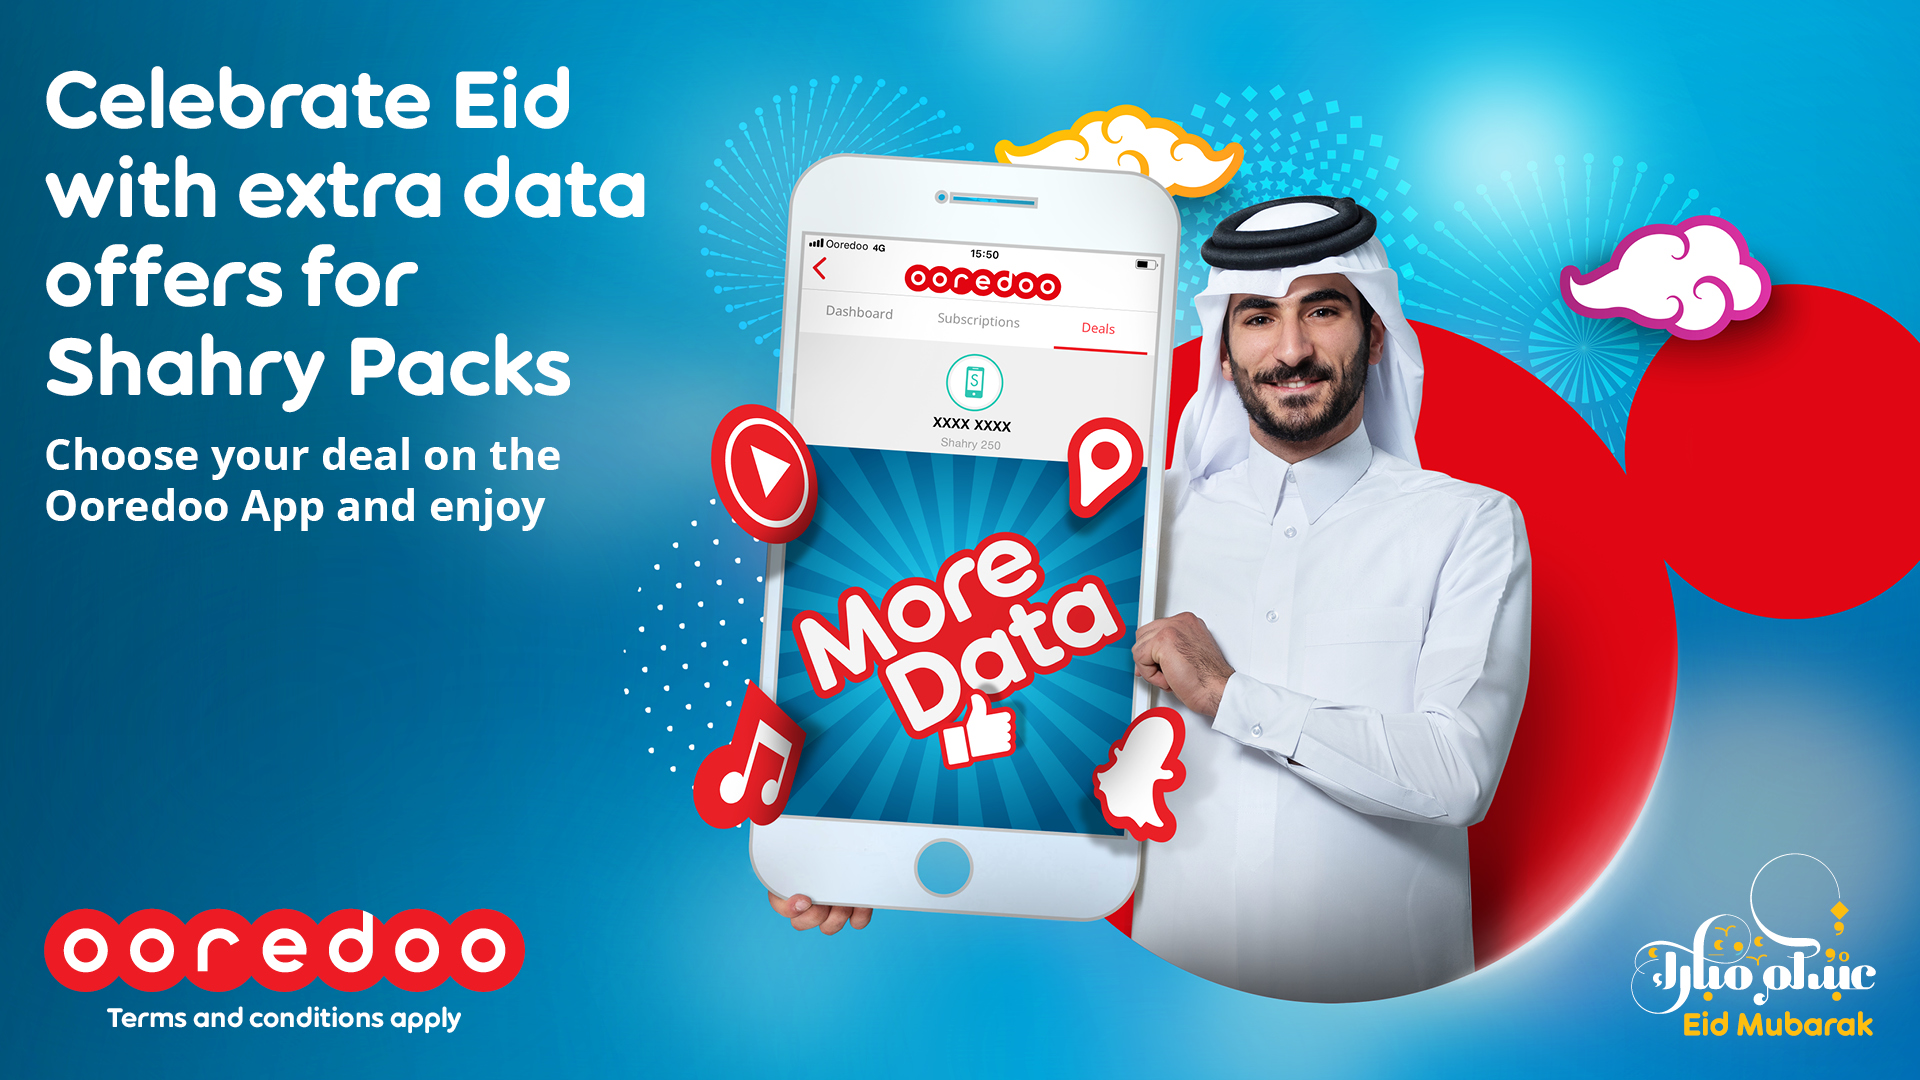 Celebrate Eid
with extra data
offers for
Shahry Packs
Choose your deal on the
Ooredoo App and enjoy
Ooredoo 4G
15:50
ooredoo
Dashboard
Subscriptions
Deals
S
XXXX XXXX
Shahry 250
More
Data
ooredoo
Terms and conditions apply
عيدكم مبارك
Eid Mubarak